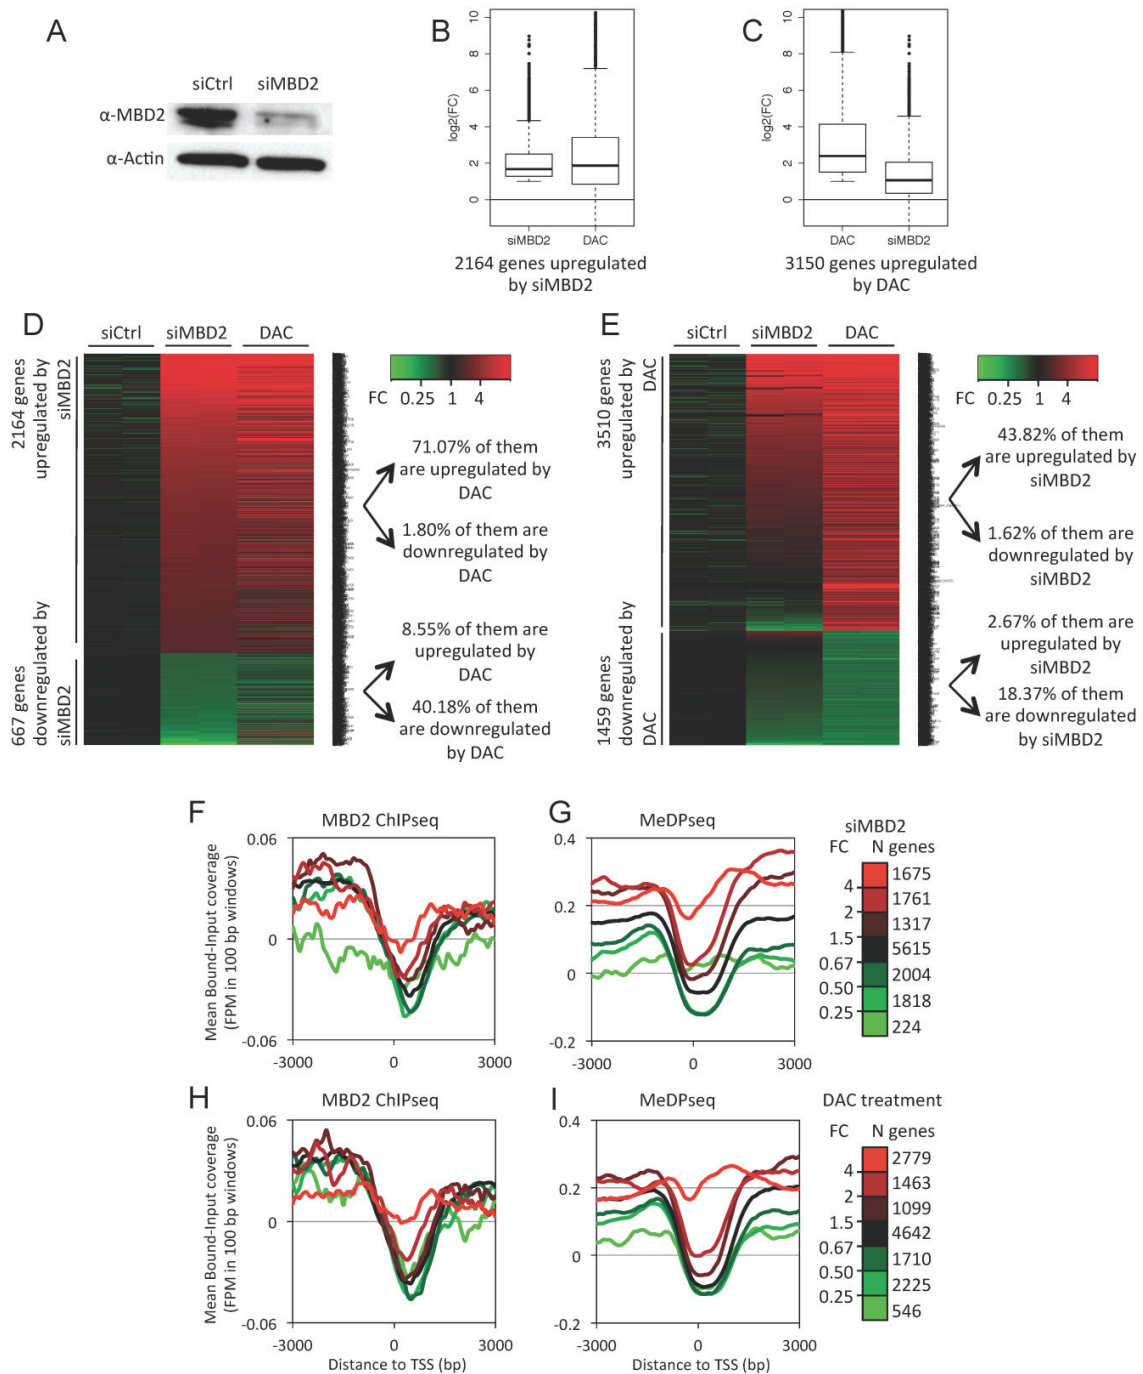 A
siCtrl siMBD2
α-MBD2
α-Actin
B
log2(FC)
10
8
6
4
2
0
siMBD2 DAC
2164 genes upregulated
by siMBD2
C
log2(FC)
10
8
6
4
2
0
DAC siMBD2
3150 genes upregulated
by DAC
D
siCtrl siMBD2 DAC
2164 genes
upregulated by
siMBD2
667 genes
downregulated by
siMBD2
FC 0.25 1 4
71.07% of them
are upregulated by
DAC
1.80% of them are
downregulated by
DAC
8.55% of them are
upregulated by
DAC
40.18% of them
are downregulated
by DAC
E
siCtrl siMBD2 DAC
3510 genes
upregulated by
DAC
1459 genes
downregulated by
DAC
FC 0.25 1 4
43.82% of them
are upregulated by
siMBD2
1.62% of them are
downregulated by
siMBD2
2.67% of them are
upregulated by
siMBD2
18.37% of them
are downregulated
by siMBD2
F
MBD2 ChIPseq
Mean Bound-Input coverage
(FPM in 100 bp windows)
0.06
0
-0.06
-3000 0 3000
G
MeDPseq
0.4
0.2
0
-0.2
-3000 0 3000
siMBD2
FC N genes
1675
4
1761
2
1317
1.5
5615
0.67
2004
0.50
1818
0.25
224
H
MBD2 ChIPseq
Mean Bound-Input coverage
(FPM in 100 bp windows)
0.06
0
-0.06
-3000 0 3000
Distance to TSS (bp)
I
MeDPseq
0.4
0.2
0
-0.2
-3000 0 3000
Distance to TSS (bp)
DAC treatment
FC N genes
2779
4
1463
2
1099
1.5
4642
0.67
1710
0.50
2225
0.25
546